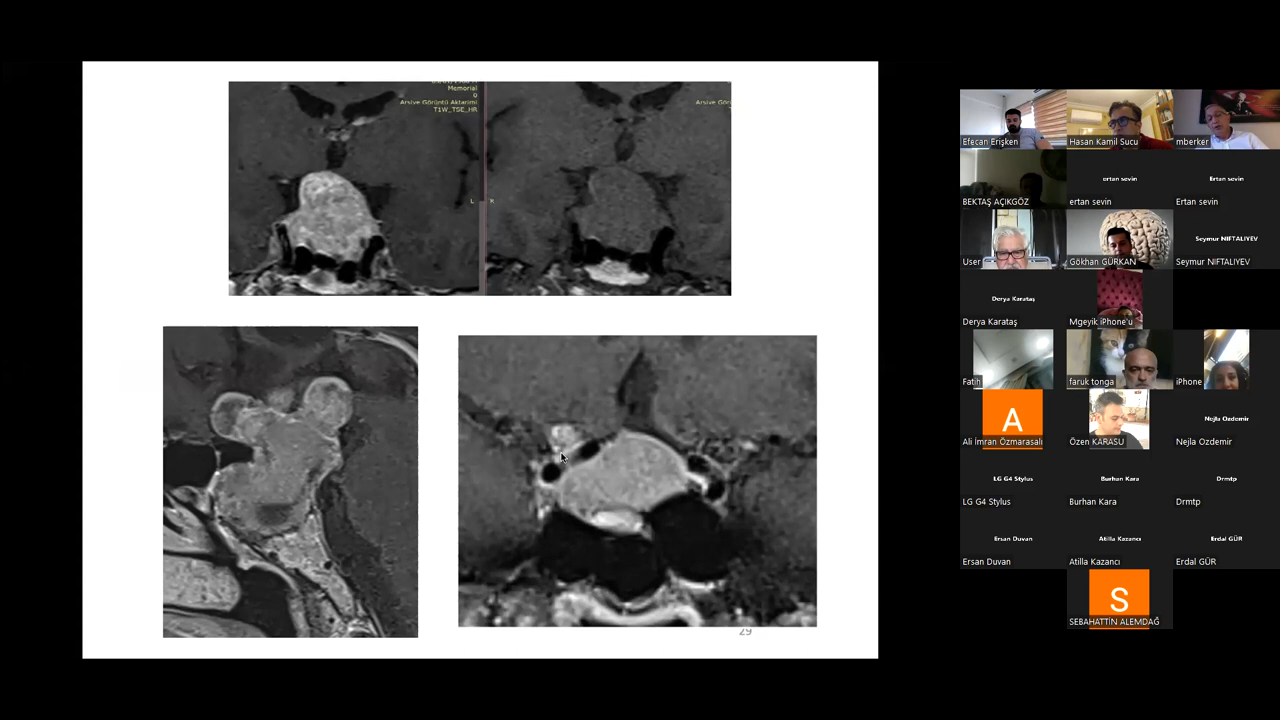 Memorial
0
Arsive Görüntü Aktarimi
T1W_TSE_HR
Arsive Gör
L
R
29
Efecan Erişken
Hasan Kamil Sucu
mberker
BEKTAŞ AÇIKGÖZ
ertan sevin
ertan sevin
Ertan sevin
Ertan sevin
User
Gökhan GÜRKAN
Seymur NIFTALIYEV
Seymur NIFTALIYEV
Derya Karataş
Derya Karataş
Mgeyik iPhone'u
Fatih
faruk tonga
iPhone
A
Ali İmran Özmarasalı
Özen KARASU
Nejla Ozdemir
Nejla Ozdemir
LG G4 Stylus
LG G4 Stylus
Burhan Kara
Burhan Kara
Drmtp
Drmtp
Ersan Duvan
Ersan Duvan
Atilla Kazancı
Atilla Kazancı
Erdal GÜR
Erdal GÜR
S
SEBAHATTİN ALEMDAĞ